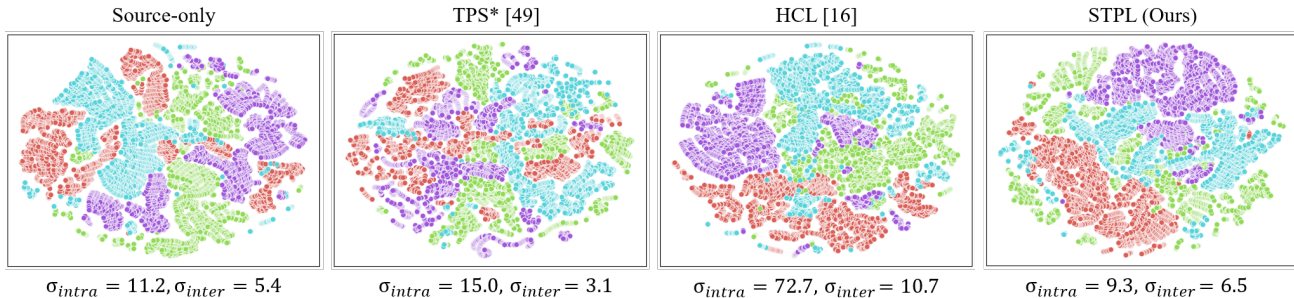 Source-only TPS* [49] HCL [16] STPL (Ours)
σintra = 11.2, σinter = 5.4 σintra = 15.0, σinter = 3.1 σintra = 72.7, σinter = 10.7 σintra = 9.3, σinter = 6.5